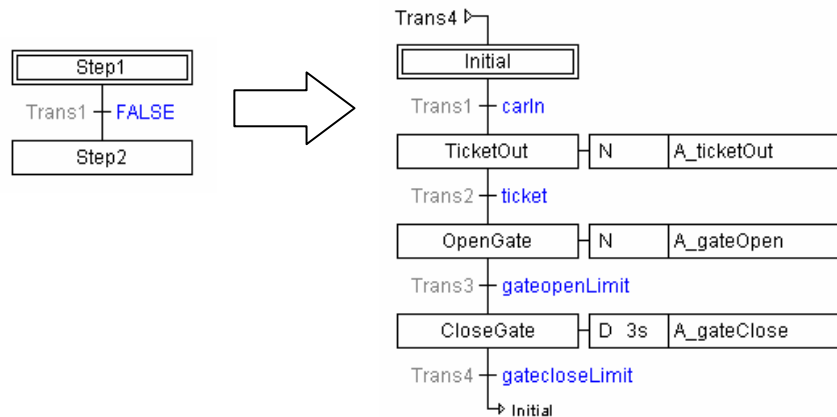 Step1
Trans1 FALSE
Step2
Trans4
Initial
Trans1 carIn
TicketOut N A_ticketOut
Trans2 ticket
OpenGate N A_gateOpen
Trans3 gateopenLimit
CloseGate D 3s A_gateClose
Trans4 gatecloseLimit
Initial